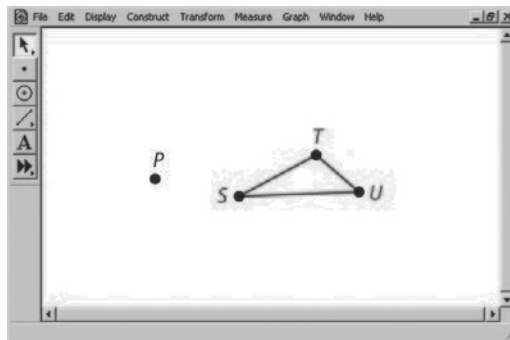 File Edit Display Construct Transform Measure Graph Window Help
A
T
P
S
U